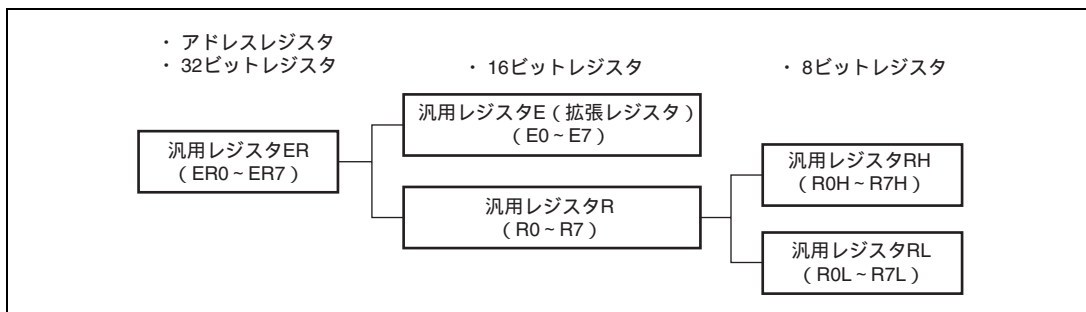 ・ アドレスレジスタ
・ 32ビットレジスタ
・ 16ビットレジスタ
・ 8ビットレジスタ
汎用レジスタER
( ER0 ~ ER7 )
汎用レジスタE ( 拡張レジスタ )
( E0 ~ E7 )
汎用レジスタR
( R0 ~ R7 )
汎用レジスタRH
( R0H ~ R7H )
汎用レジスタRL
( R0L ~ R7L )